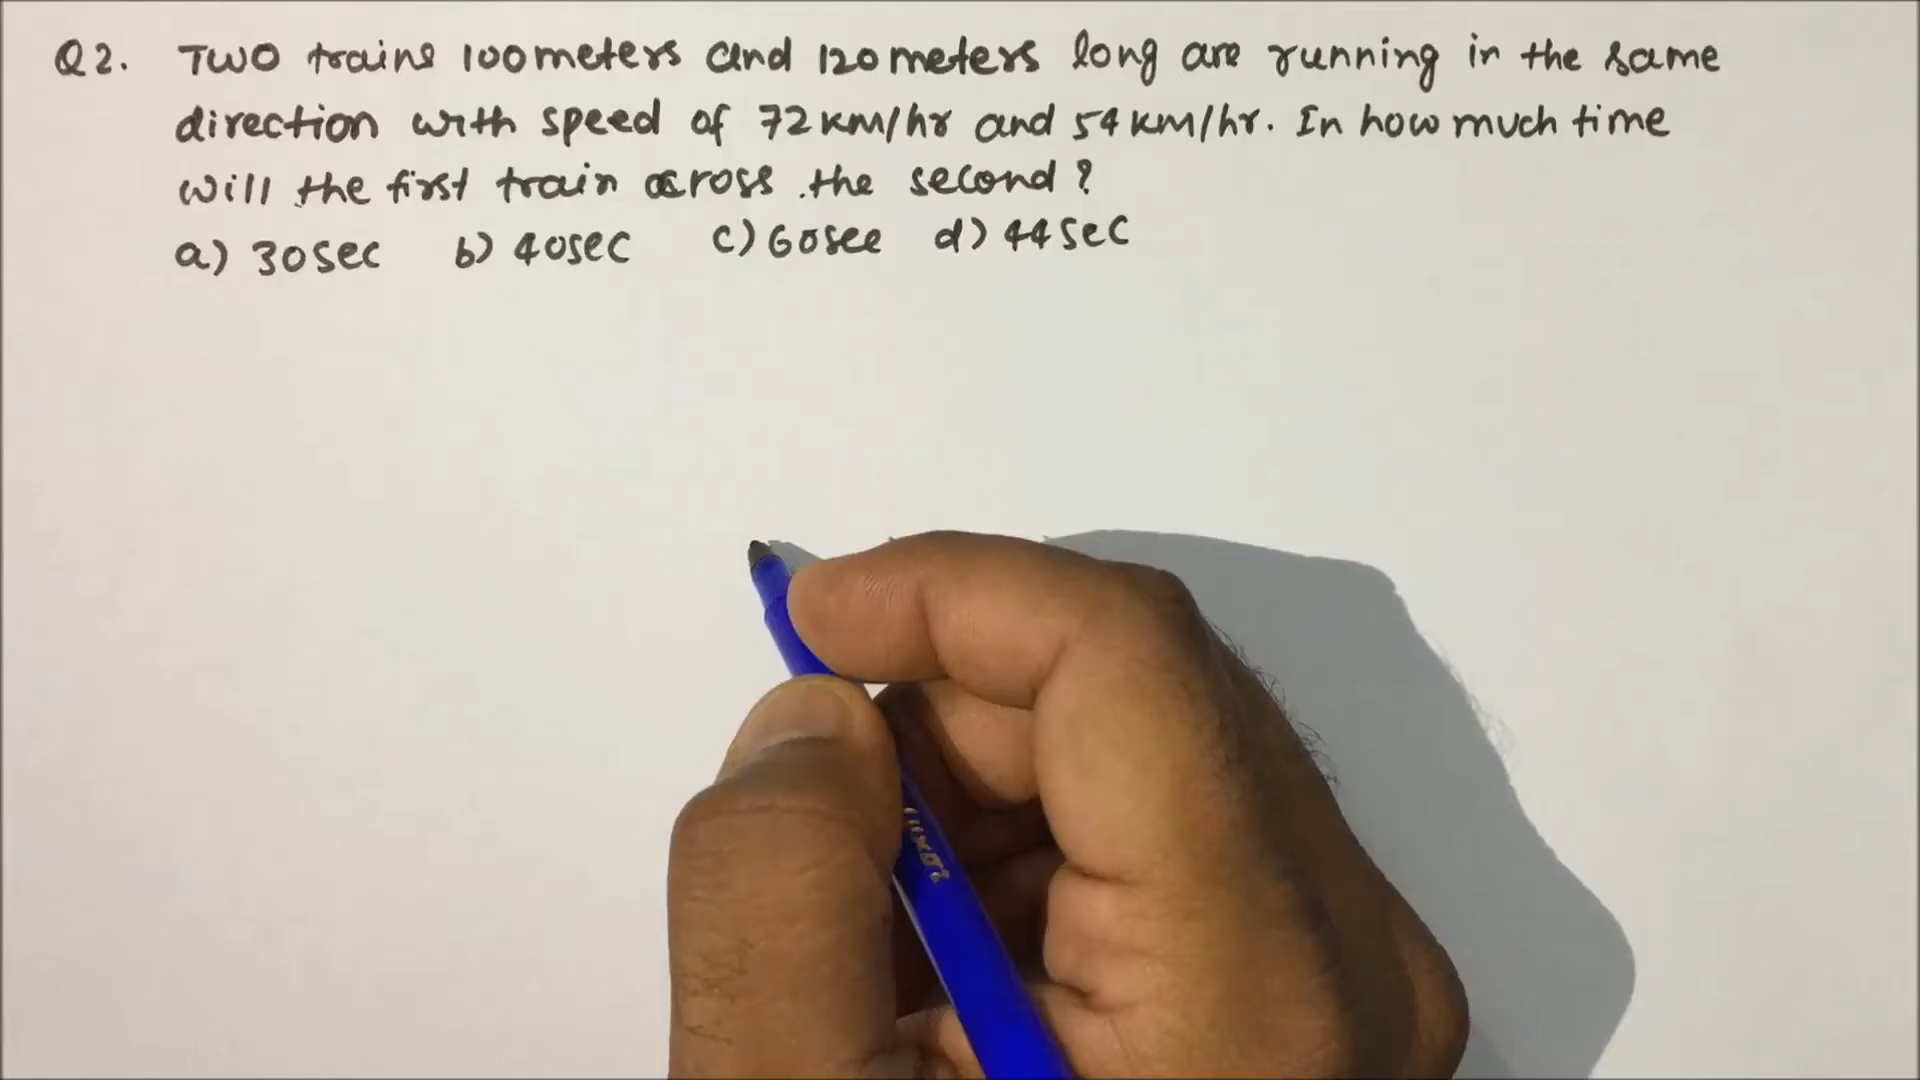 Q2. Two trains 100 meters and 120 meters long are running in the same
direction with speed of 72 km/hr and 54 km/hr. In how much time
will the first train cross the second?
a) 30sec b) 40sec c) 60sec d) 44sec